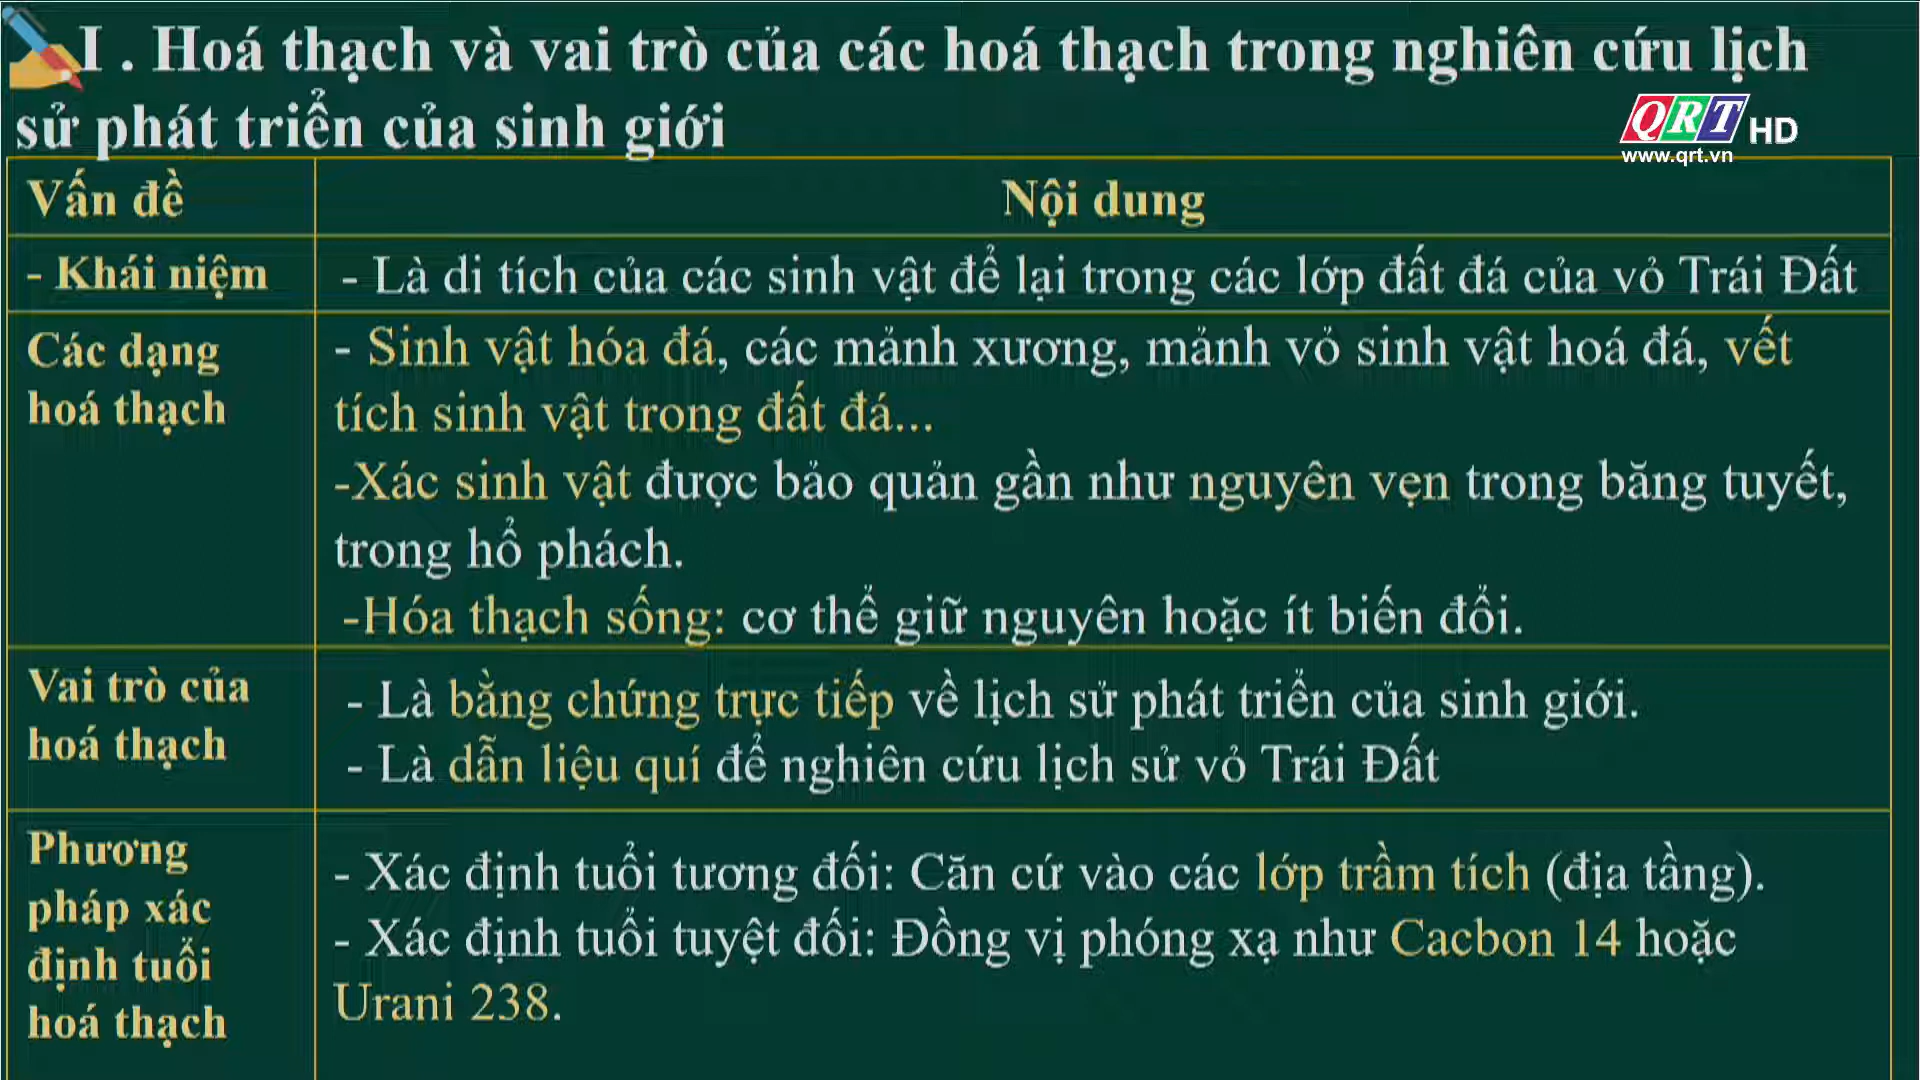 I . Hoá thạch và vai trò của các hoá thạch trong nghiên cứu lịch
sử phát triển của sinh giới
QRT HD
www.qrt.vn
Vấn đề
Nội dung
- Khái niệm
- Là di tích của các sinh vật để lại trong các lớp đất đá của vỏ Trái Đất
Các dạng
hoá thạch
- Sinh vật hóa đá, các mảnh xương, mảnh vỏ sinh vật hoá đá, vết
tích sinh vật trong đất đá...
-Xác sinh vật được bảo quản gần như nguyên vẹn trong băng tuyết,
trong hổ phách.
-Hóa thạch sống: cơ thể giữ nguyên hoặc ít biến đổi.
Vai trò của
hoá thạch
- Là bằng chứng trực tiếp về lịch sử phát triển của sinh giới.
- Là dẫn liệu quí để nghiên cứu lịch sử vỏ Trái Đất
Phương
pháp xác
định tuổi
hoá thạch
- Xác định tuổi tương đối: Căn cứ vào các lớp trầm tích (địa tầng).
- Xác định tuổi tuyệt đối: Đồng vị phóng xạ như Cacbon 14 hoặc
Urani 238.